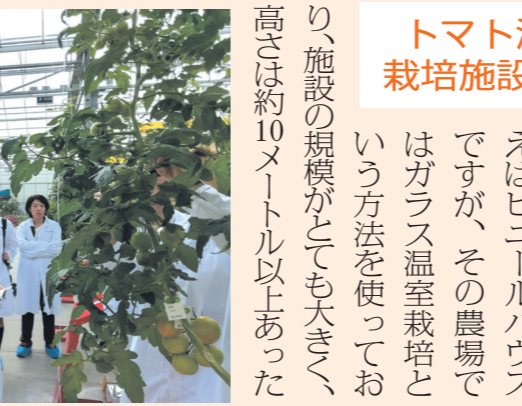 トマト
栽培施設
えばビニールハウス
ですが、その農場で
はガラス温室栽培と
いう方法を使ってお
り、施設の規模がとても大きく、
高さは約10メートル以上あった